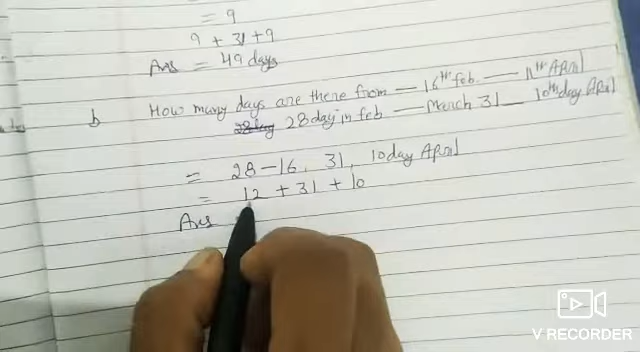 = 9
9 + 31 + 9
Ans = 49 days
b How many days are there from — 16th feb — 11th April
28 day in feb — March 31 — 10th day April
= 28 - 16, 31, 10 day April
= 12 + 31 + 10
Ans =
V RECORDER